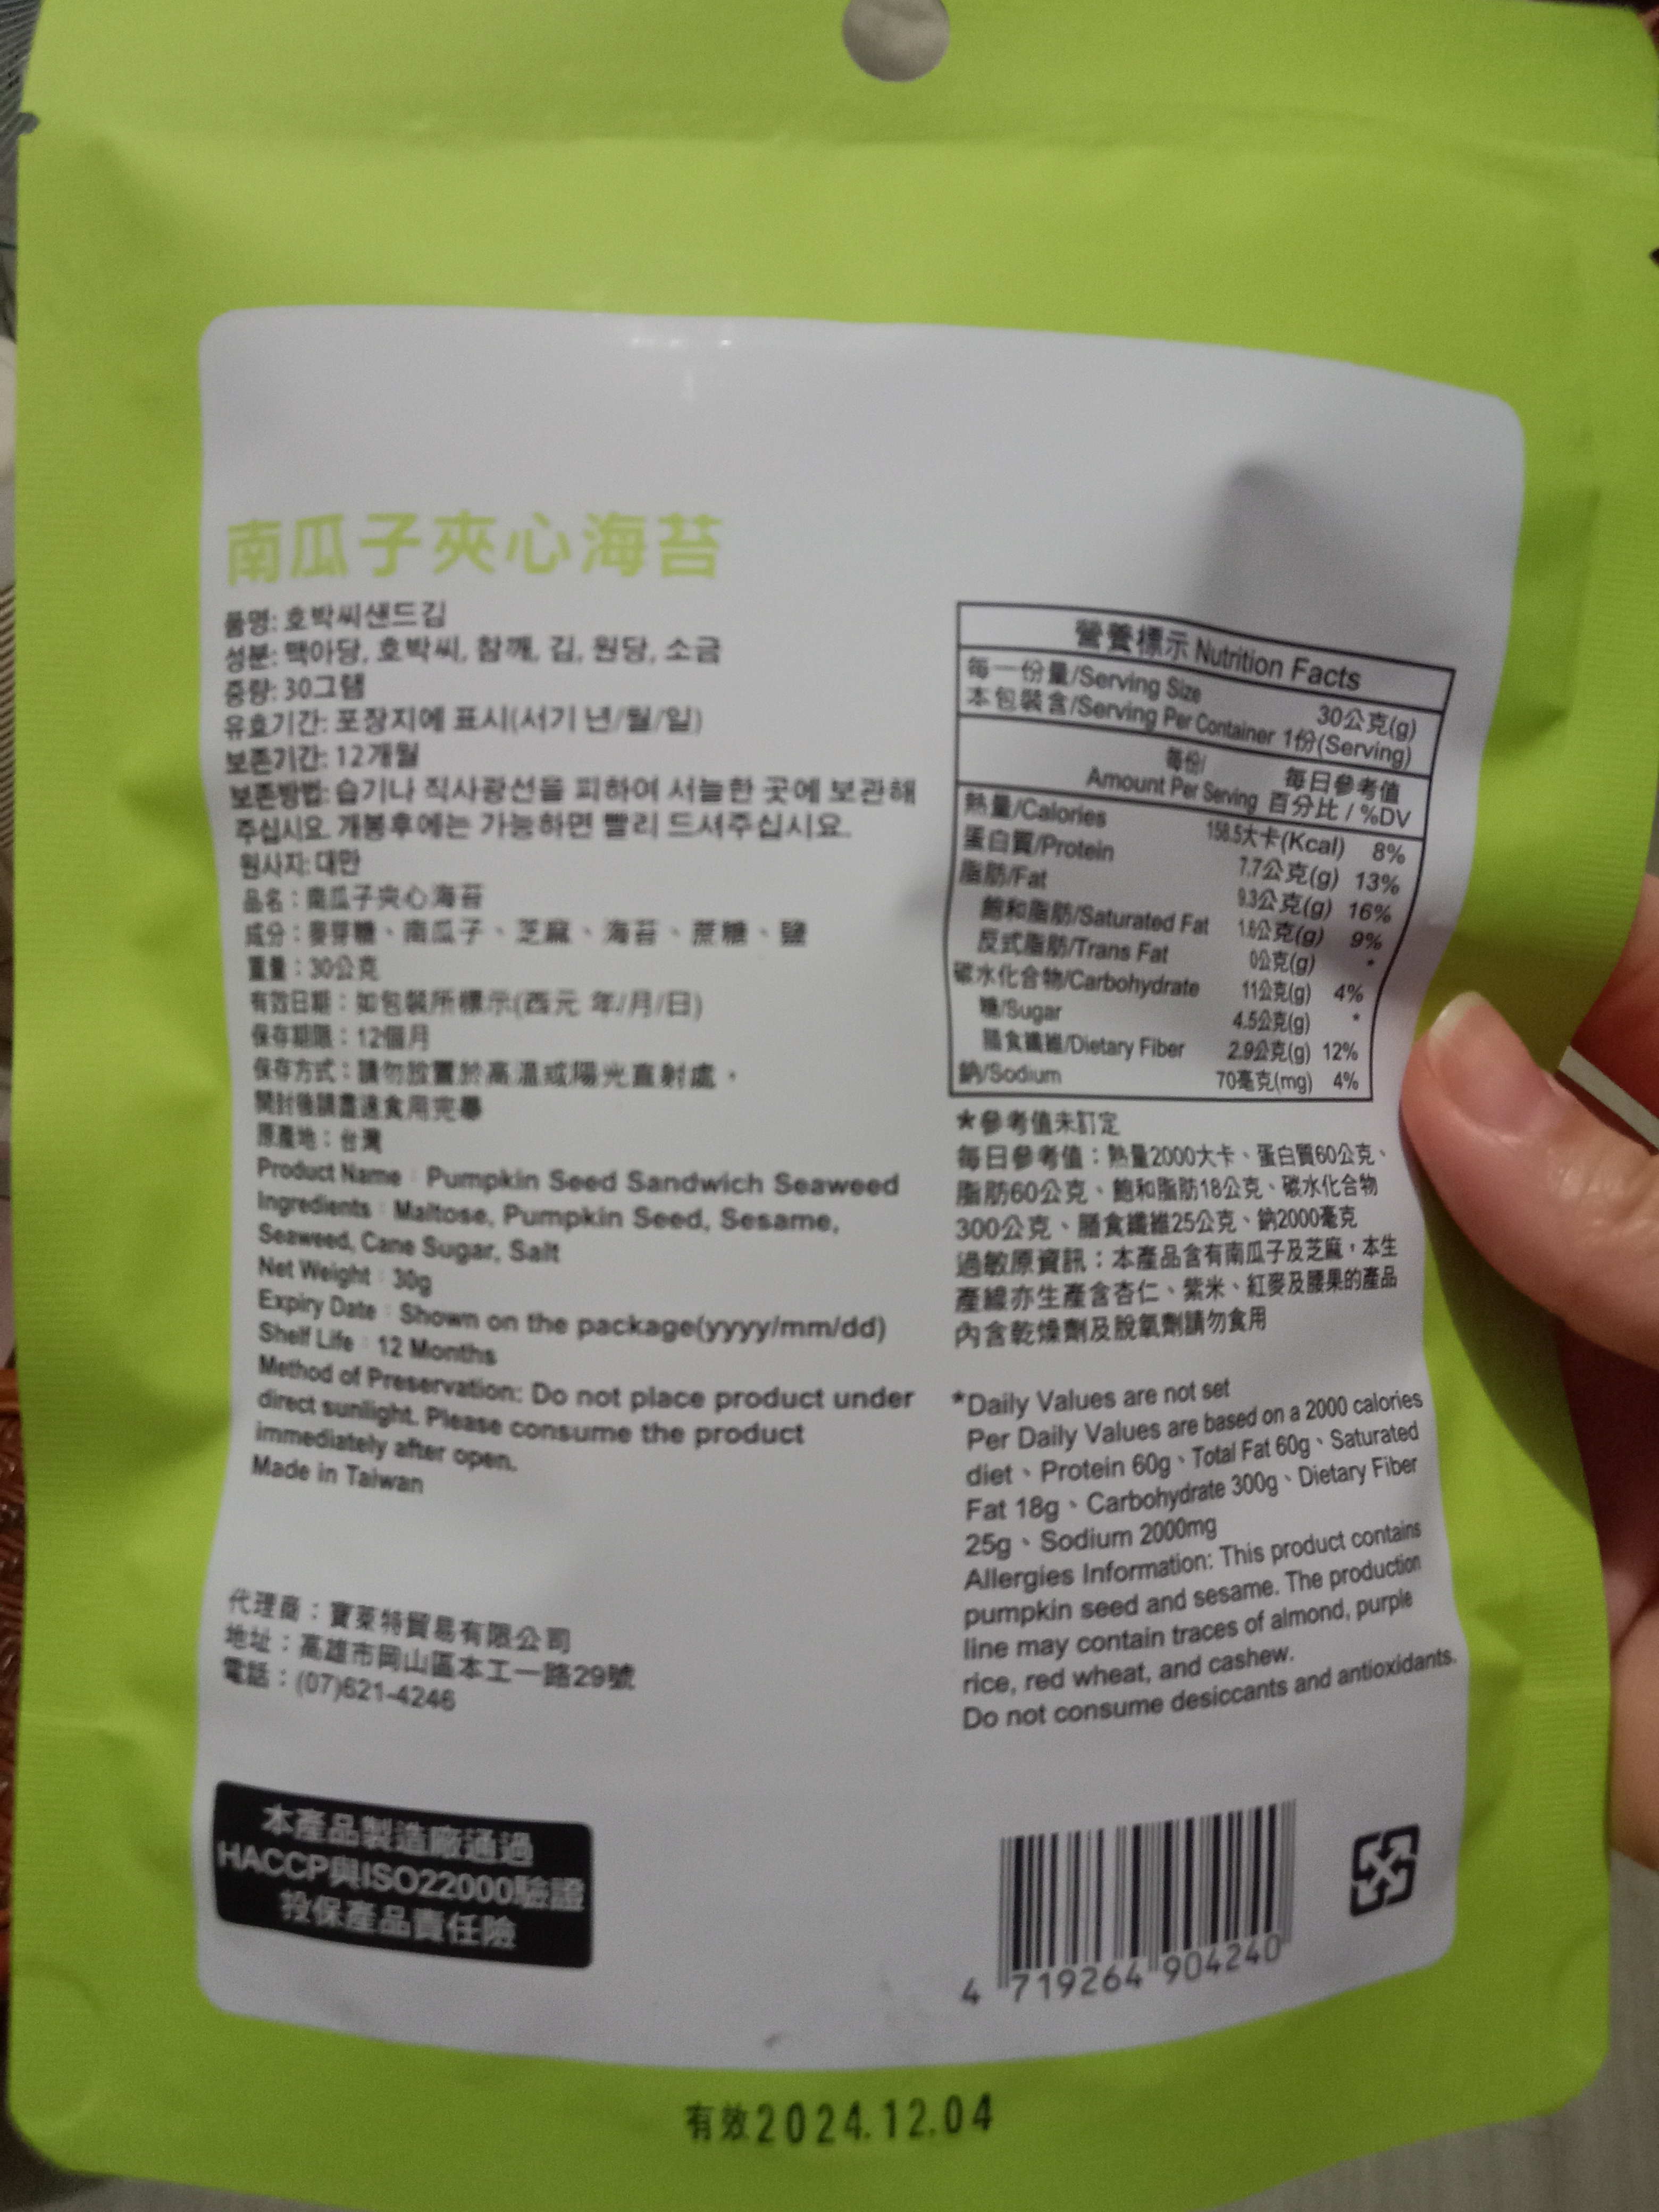 南瓜子夾心海苔
품명: 호박씨샌드김
성분: 맥아당, 호박씨, 참깨, 김, 원당, 소금
중량: 30그램
유효기간: 포장지에 표시(서기 년/월/일)
보존기간: 12개월
보존방법: 습기나 직사광선을 피하여 서늘한 곳에 보관해
주십시요. 개봉후에는 가능하면 빨리 드셔주십시요.
원사지: 대만
品名：南瓜子夾心海苔
成分：麥芽糖、南瓜子、芝麻、海苔、蔗糖、鹽
重量：30公克
有效日期：如包裝所標示(西元 年/月/日)
保存期限：12個月
保存方式：請勿放置於高溫或陽光直射處，
開封後請盡速食用完畢
原產地：台灣
Product Name：Pumpkin Seed Sandwich Seaweed
Ingredients：Maltose, Pumpkin Seed, Sesame,
Seaweed, Cane Sugar, Salt
Net Weight：30g
Expiry Date：Shown on the package(yyyy/mm/dd)
Shelf Life：12 Months
Method of Preservation: Do not place product under
direct sunlight. Please consume the product
immediately after open.
Made in Taiwan
代理商：寶萊特貿易有限公司
地址：高雄市岡山區本工一路29號
電話：(07)621-4246
本產品製造廠通過
HACCP與ISO22000驗證
投保產品責任險
營養標示 Nutrition Facts
每一份量/Serving Size 30公克(g)
本包裝含/Serving Per Container 1份(Serving)
每份/ 每日參考值
Amount Per Serving 百分比 / %DV
熱量/Calories 158.5大卡(Kcal) 8%
蛋白質/Protein 7.7公克(g) 13%
脂肪/Fat 9.3公克(g) 16%
飽和脂肪/Saturated Fat 1.6公克(g) 9%
反式脂肪/Trans Fat 0公克(g) *
碳水化合物/Carbohydrate 11公克(g) 4%
糖/Sugar 4.5公克(g) *
膳食纖維/Dietary Fiber 2.9公克(g) 12%
鈉/Sodium 70毫克(mg) 4%
★參考值未訂定
每日參考值：熱量2000大卡、蛋白質60公克、
脂肪60公克、飽和脂肪18公克、碳水化合物
300公克、膳食纖維25公克、鈉2000毫克
過敏原資訊：本產品含有南瓜子及芝麻，本生
產線亦生產含杏仁、紫米、紅麥及腰果的產品
內含乾燥劑及脫氧劑請勿食用
*Daily Values are not set
Per Daily Values are based on a 2000 calories
diet、Protein 60g、Total Fat 60g、Saturated
Fat 18g、Carbohydrate 300g、Dietary Fiber
25g、Sodium 2000mg
Allergies Information: This product contains
pumpkin seed and sesame. The production
line may contain traces of almond, purple
rice, red wheat, and cashew.
Do not consume desiccants and antioxidants.
4 719264 904240
有效2024.12.04